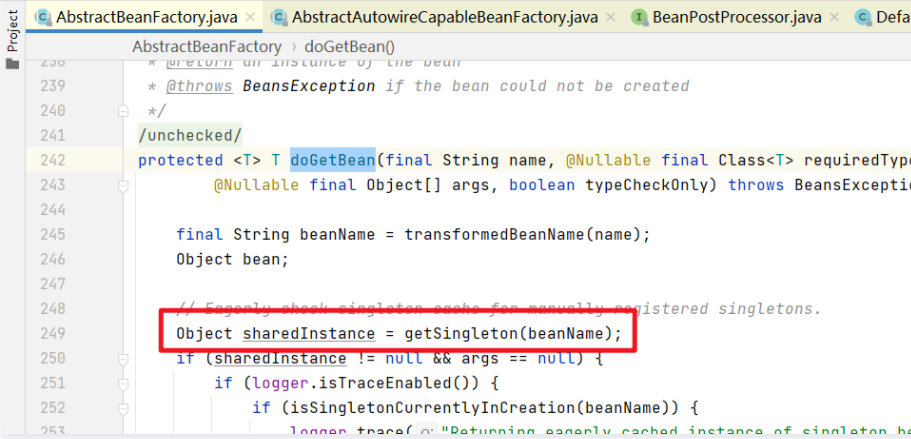 Project
AbstractBeanFactory.java × AbstractAutowireCapableBeanFactory.java × BeanPostProcessor.java × Defa
AbstractBeanFactory › doGetBean()
238 * @return an instance of the bean
239 * @throws BeansException if the bean could not be created
240 */
241 /unchecked/
242 protected <T> T doGetBean(final String name, @Nullable final Class<T> requiredType
243 @Nullable final Object[] args, boolean typeCheckOnly) throws BeansException
244
245 final String beanName = transformedBeanName(name);
246 Object bean;
247
248 // Eagerly check singleton cache for manually registered singletons.
249 Object sharedInstance = getSingleton(beanName);
250 if (sharedInstance != null && args == null) {
251 if (logger.isTraceEnabled()) {
252 if (isSingletonCurrentlyInCreation(beanName)) {
253 logger.trace( o: "Returning eagerly cached instance of singleton be